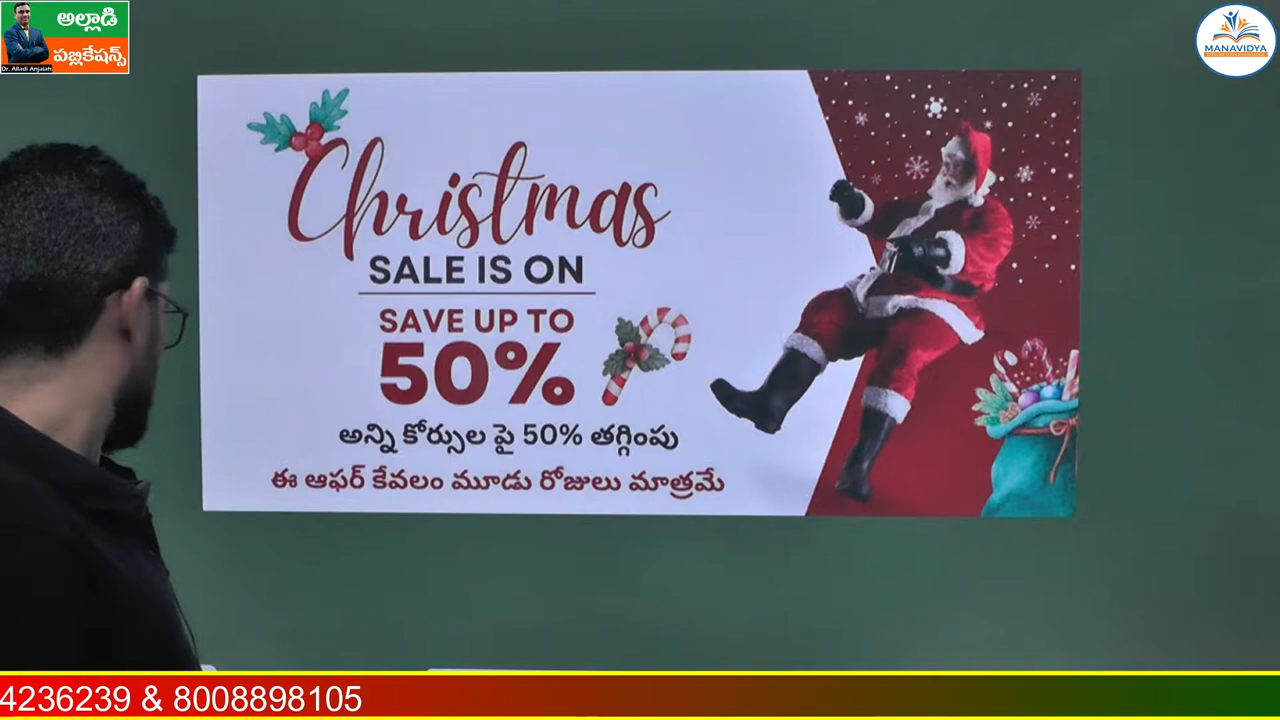 అల్లాడి
పబ్లికేషన్స్
Dr. Alladi Anjaiah
MANAVIDYA
Christmas
SALE IS ON
SAVE UP TO
50%
అన్ని కోర్సుల పై 50% తగ్గింపు
ఈ ఆఫర్ కేవలం మూడు రోజులు మాత్రమే
4236239 & 8008898105